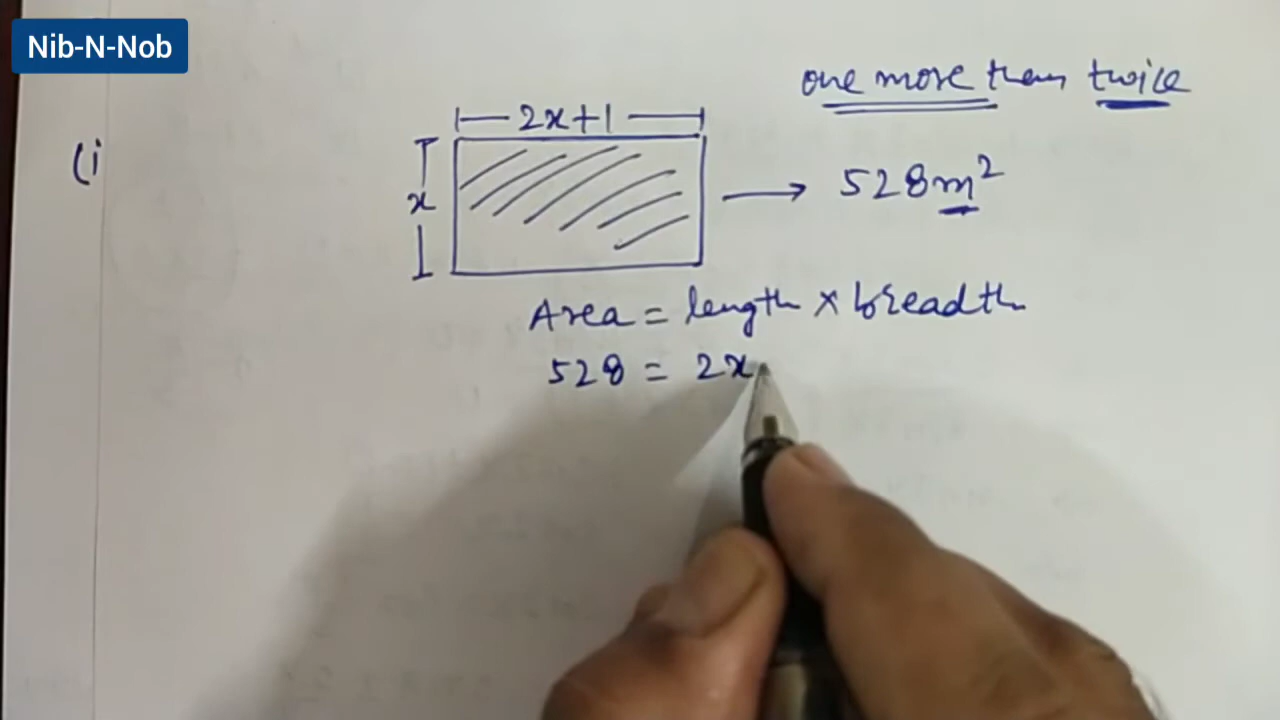 Nib-N-Nob
one more than twice
2x+1
(i
x
528m²
Area = length × breadth
528 = 2x